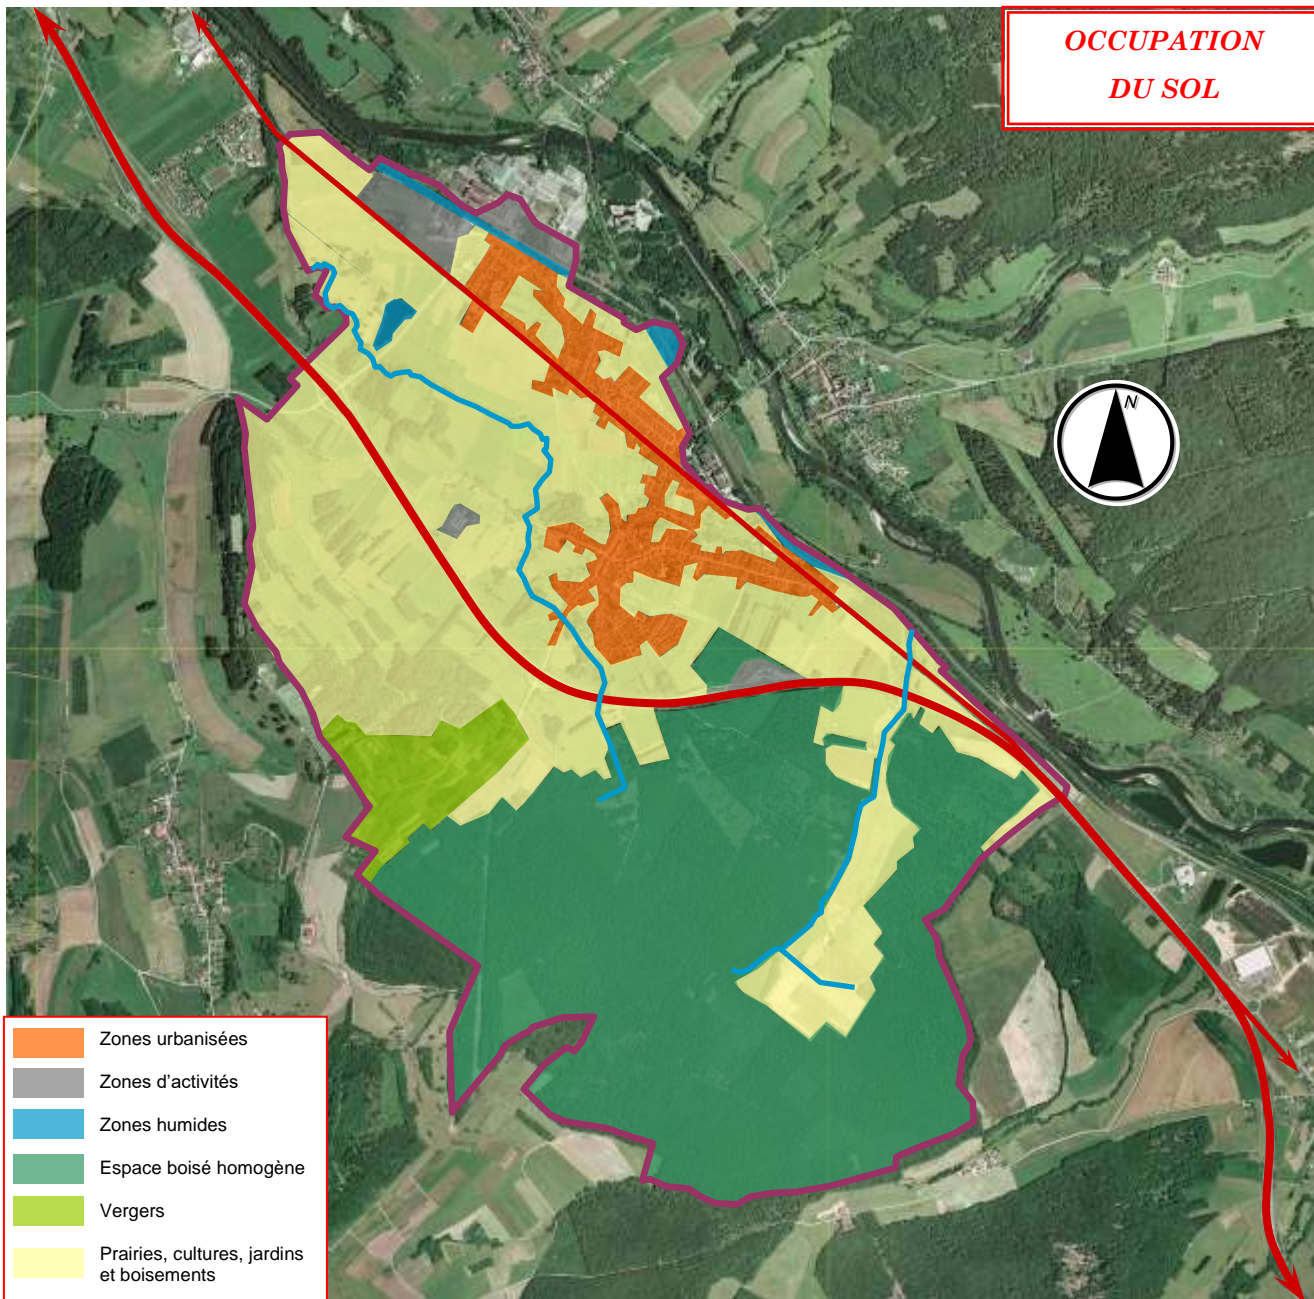 OCCUPATION
DU SOL
N
Zones urbanisées
Zones d'activités
Zones humides
Espace boisé homogène
Vergers
Prairies, cultures, jardins
et boisements